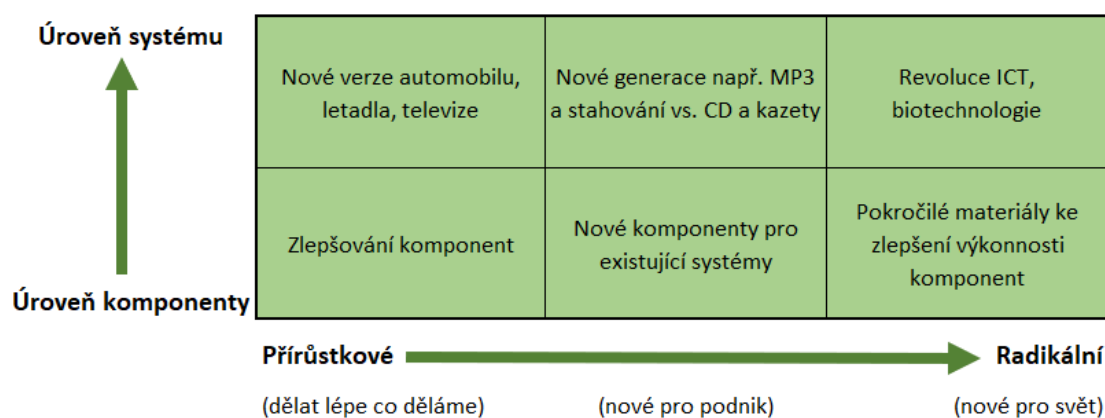 Úroveň systému
Nové verze automobilu,
letadla, televize
Nové generace např. MP3
a stahování vs. CD a kazety
Revoluce ICT,
biotechnologie
Zlepšování komponent
Nové komponenty pro
existující systémy
Pokročilé materiály ke
zlepšení výkonnosti
komponent
Úroveň komponenty
Přírůstkové
Radikální
(dělat lépe co děláme)
(nové pro podnik)
(nové pro svět)